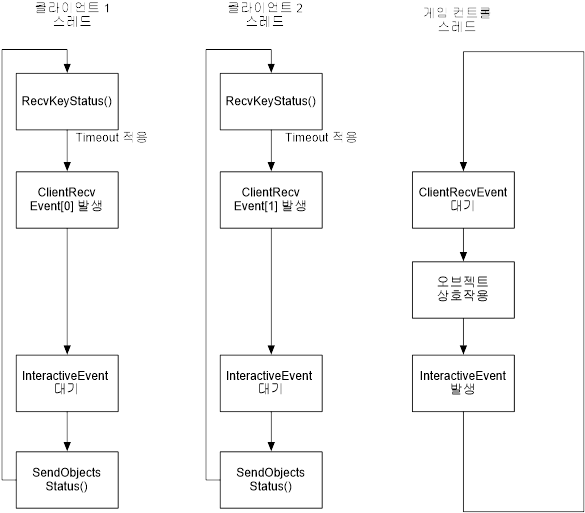 클라이언트 1
스레드
RecvKeyStatus()
Timeout 적용
ClientRecv
Event[0] 발생
InteractiveEvent
대기
SendObjects
Status()
클라이언트 2
스레드
RecvKeyStatus()
Timeout 적용
ClientRecv
Event[1] 발생
InteractiveEvent
대기
SendObjects
Status()
게임 컨트롤
스레드
ClientRecvEvent
대기
오브젝트
상호작용
InteractiveEvent
발생